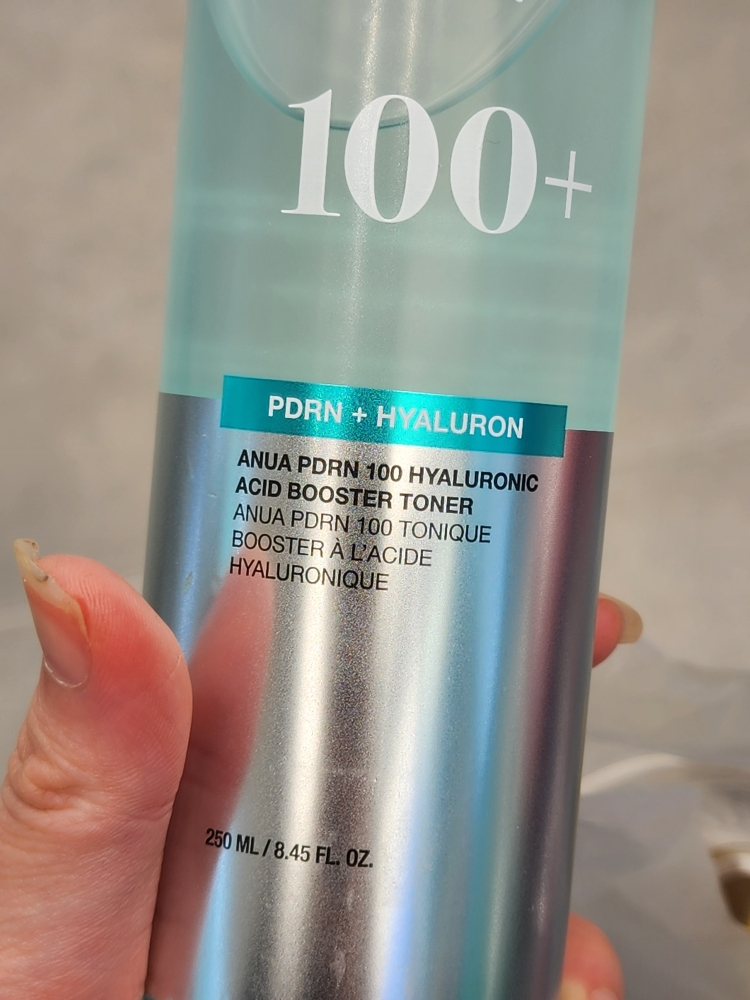 100+
PDRN + HYALURON
ANUA PDRN 100 HYALURONIC
ACID BOOSTER TONER
ANUA PDRN 100 TONIQUE
BOOSTER À L'ACIDE
HYALURONIQUE
250 ML / 8.45 FL. OZ.